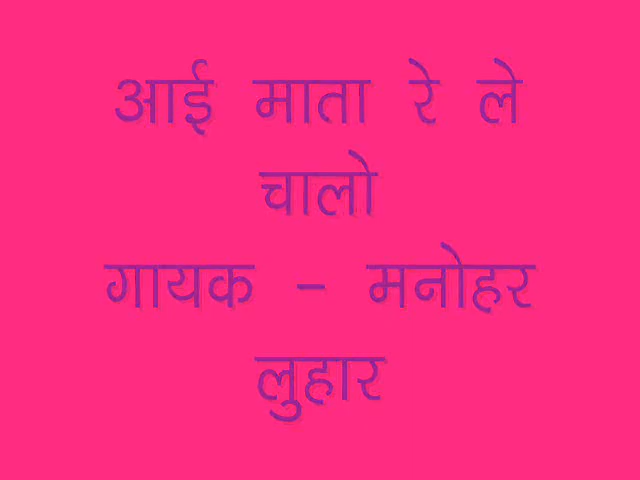 आई माता रे ले
चालो
गायक - मनोहर
लुहार